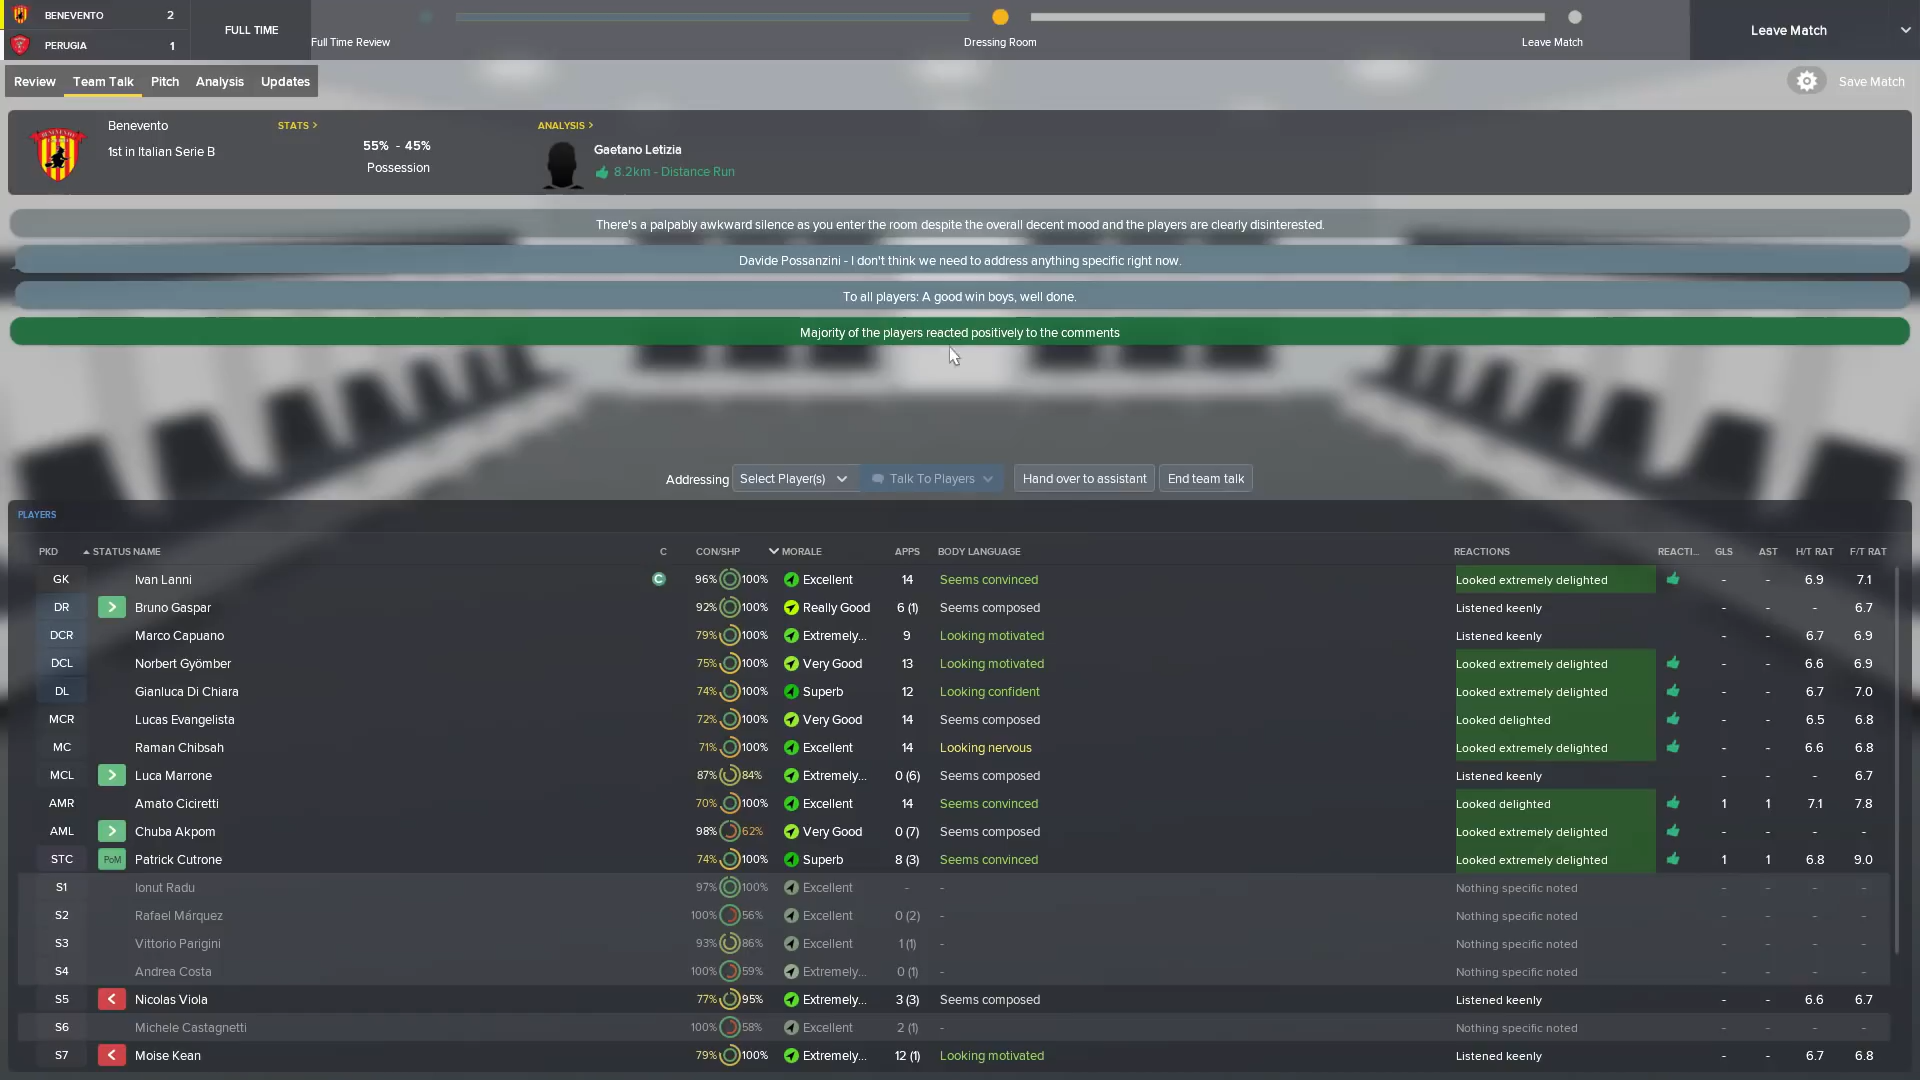 BENEVENTO 2
PERUGIA 1
FULL TIME
Full Time Review
Dressing Room
Leave Match
Leave Match
Review Team Talk Pitch Analysis Updates
Save Match
Benevento
1st in Italian Serie B
STATS >
55% - 45%
Possession
ANALYSIS >
Gaetano Letizia
8.2km - Distance Run
There's a palpably awkward silence as you enter the room despite the overall decent mood and the players are clearly disinterested.
Davide Possanzini - I don't think we need to address anything specific right now.
To all players: A good win boys, well done.
Majority of the players reacted positively to the comments
Addressing Select Player(s) Talk To Players Hand over to assistant End team talk
PLAYERS
PKD STATUS NAME C CON/SHP MORALE APPS BODY LANGUAGE REACTIONS REACTI... GLS AST H/T RAT F/T RAT
GK Ivan Lanni C 96% 100% Excellent 14 Seems convinced Looked extremely delighted - - 6.9 7.1
DR Bruno Gaspar 92% 100% Really Good 6 (1) Seems composed Listened keenly - - - 6.7
DCR Marco Capuano 79% 100% Extremely... 9 Looking motivated Listened keenly - - 6.7 6.9
DCL Norbert Gyömber 75% 100% Very Good 13 Looking motivated Looked extremely delighted - - 6.6 6.9
DL Gianluca Di Chiara 74% 100% Superb 12 Looking confident Looked extremely delighted - - 6.7 7.0
MCR Lucas Evangelista 72% 100% Very Good 14 Seems composed Looked delighted - - 6.5 6.8
MC Raman Chibsah 71% 100% Excellent 14 Looking nervous Looked extremely delighted - - 6.6 6.8
MCL Luca Marrone 87% 84% Extremely... 0 (6) Seems composed Listened keenly - - - 6.7
AMR Amato Ciciretti 70% 100% Excellent 14 Seems convinced Looked delighted 1 1 7.1 7.8
AML Chuba Akpom 98% 62% Very Good 0 (7) Seems composed Looked extremely delighted - - - -
STC PoM Patrick Cutrone 74% 100% Superb 8 (3) Seems convinced Looked extremely delighted 1 1 6.8 9.0
S1 Ionut Radu 97% 100% Excellent - - Nothing specific noted - - - -
S2 Rafael Márquez 100% 56% Excellent 0 (2) - Nothing specific noted - - - -
S3 Vittorio Parigini 93% 86% Excellent 1 (1) - Nothing specific noted - - - -
S4 Andrea Costa 100% 59% Extremely... 0 (1) - Nothing specific noted - - - -
S5 Nicolas Viola 77% 95% Extremely... 3 (3) Seems composed Listened keenly - - 6.6 6.7
S6 Michele Castagnetti 100% 58% Excellent 2 (1) - Nothing specific noted - - - -
S7 Moise Kean 79% 100% Extremely... 12 (1) Looking motivated Listened keenly - - 6.7 6.8